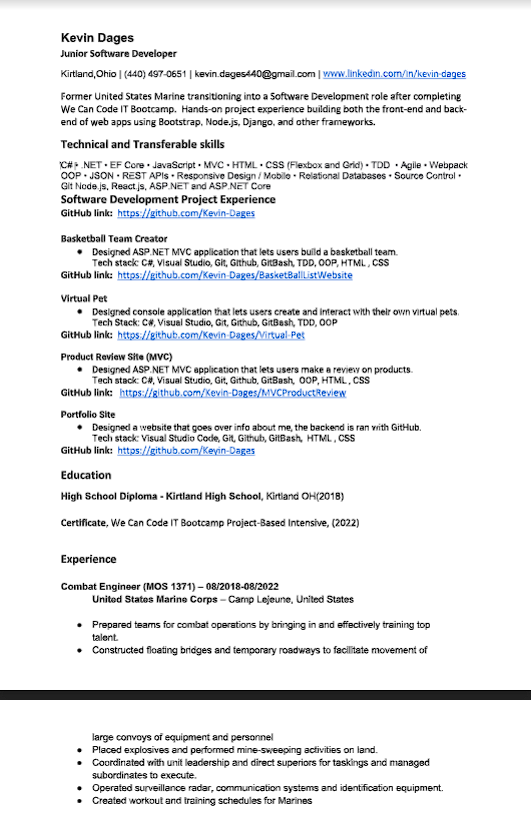 Kevin Dages
Junior Software Developer
Kirtland,Ohio | (440) 497-0651 | kevin.dages440@gmail.com | www.linkedin.com/in/kevin-dages
Former United States Marine transitioning into a Software Development role after completing
We Can Code IT Bootcamp. Hands-on project experience building both the front-end and back-
end of web apps using Bootstrap, Node.js, Django, and other frameworks.
Technical and Transferable skills
C# • .NET • EF Core • JavaScript • MVC • HTML • CSS (Flexbox and Grid) • TDD • Agile • Webpack
OOP • JSON • REST APIs • Responsive Design / Mobile • Relational Databases • Source Control •
Git Node.js, React.js, ASP.NET and ASP.NET Core
Software Development Project Experience
GitHub link: https://github.com/Kevin-Dages
Basketball Team Creator
• Designed ASP.NET MVC application that lets users build a basketball team.
Tech stack: C#, Visual Studio, Git, Github, GitBash, TDD, OOP, HTML , CSS
GitHub link: https://github.com/Kevin-Dages/BasketBallListWebsite
Virtual Pet
• Designed console application that lets users create and interact with their own virtual pets.
Tech Stack: C#, Visual Studio, Git, Github, GitBash, TDD, OOP
GitHub link: https://github.com/Kevin-Dages/Virtual-Pet
Product Review Site (MVC)
• Designed ASP.NET MVC application that lets users make a review on products.
Tech stack: C#, Visual Studio, Git, Github, GitBash, OOP, HTML , CSS
GitHub link: https://github.com/Kevin-Dages/MVCProductReview
Portfolio Site
• Designed a website that goes over info about me, the backend is ran with GitHub.
Tech stack: Visual Studio Code, Git, Github, GitBash, HTML , CSS
GitHub link: https://github.com/Kevin-Dages
Education
High School Diploma - Kirtland High School, Kirtland OH(2018)
Certificate, We Can Code IT Bootcamp Project-Based Intensive, (2022)
Experience
Combat Engineer (MOS 1371) – 08/2018-08/2022
United States Marine Corps – Camp Lejeune, United States
• Prepared teams for combat operations by bringing in and effectively training top
talent.
• Constructed floating bridges and temporary roadways to facilitate movement of
large convoys of equipment and personnel
• Placed explosives and performed mine-sweeping activities on land.
• Coordinated with unit leadership and direct superiors for taskings and managed
subordinates to execute.
• Operated surveillance radar, communication systems and identification equipment.
• Created workout and training schedules for Marines